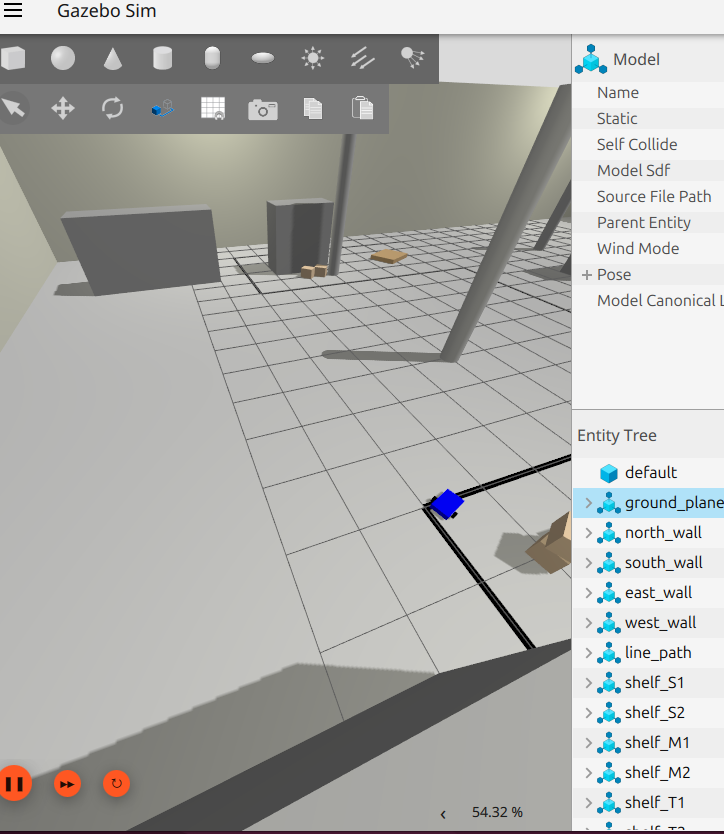 Gazebo Sim
Model
Name
Static
Self Collide
Model Sdf
Source File Path
Parent Entity
Wind Mode
Pose
Model Canonical L
Entity Tree
default
ground_plane
north_wall
south_wall
east_wall
west_wall
line_path
shelf_S1
shelf_S2
shelf_M1
shelf_M2
shelf_T1
54.32 %